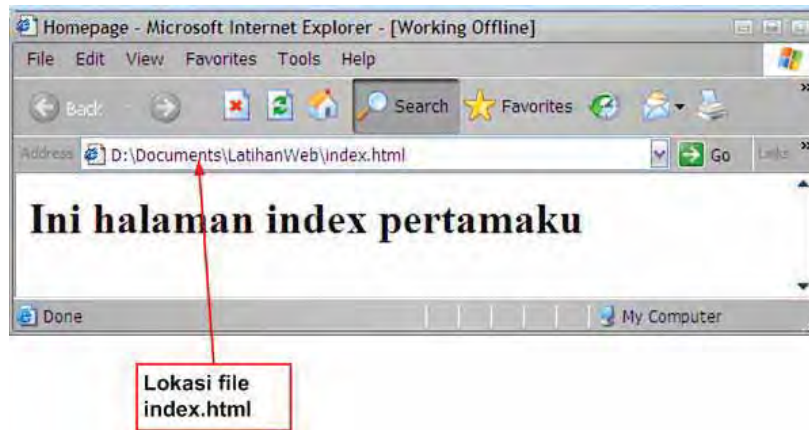 Homepage - Microsoft Internet Explorer - [Working Offline]
File Edit View Favorites Tools Help
Back Search Favorites
Address D:\Documents\LatihanWeb\index.html Go Links
Ini halaman index pertamaku
Done My Computer
Lokasi file
index.html